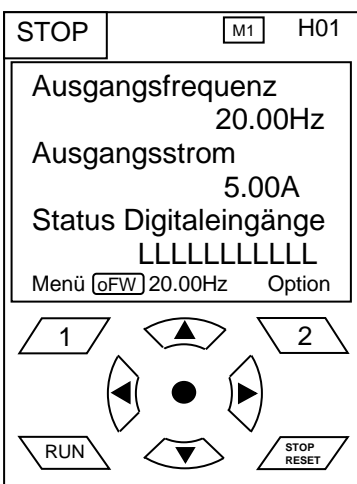 STOP M1 H01
Ausgangsfrequenz
20.00Hz
Ausgangsstrom
5.00A
Status Digitaleingänge
LLLLLLLLLLL
Menü oFW 20.00Hz Option
1 2
RUN STOP
RESET